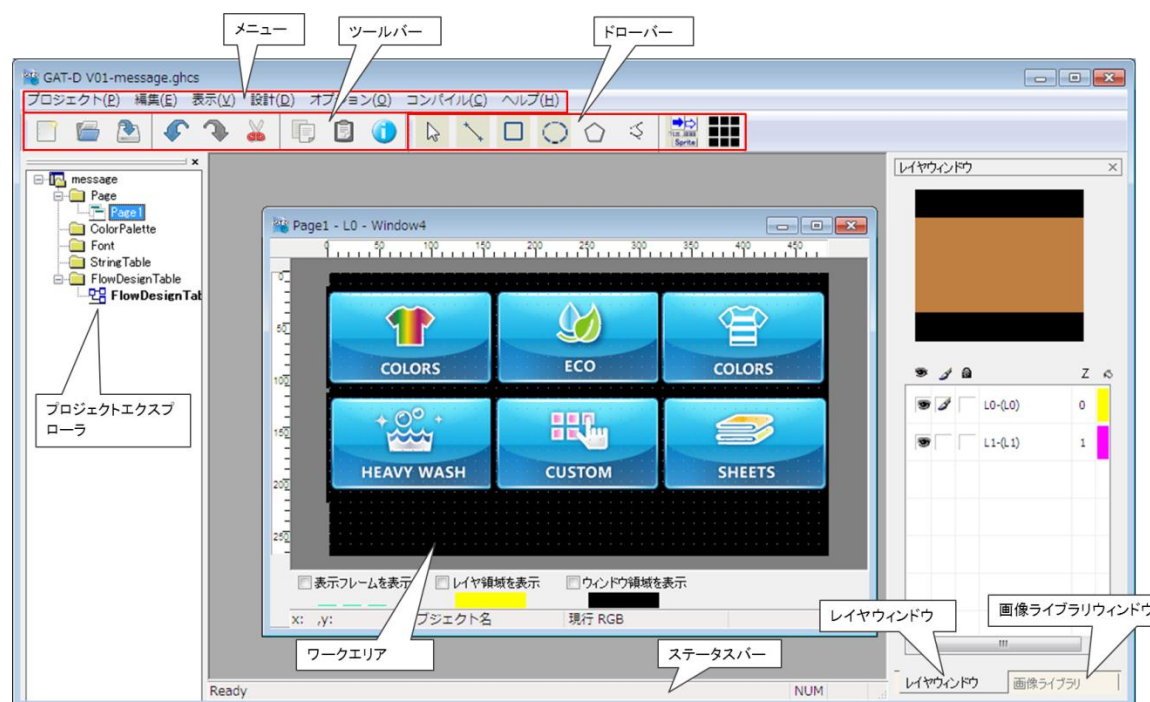 メニュー
ツールバー
ドローバー
GAT-D V01-message.ghcs
プロジェクト(P) 編集(E) 表示(V) 設計(D) オプション(O) コンパイル(C) ヘルプ(H)
Sprite
message
Page
Page1
ColorPalette
Font
StringTable
FlowDesignTable
FlowDesignTab
プロジェクトエクスプ
ローラ
Page1 - L0 - Window4
0 50 100 150 200 250 300 350 400 450
0
50
100
150
200
250
COLORS
ECO
COLORS
HEAVY WASH
CUSTOM
SHEETS
表示フレームを表示
レイヤ領域を表示
ウィンドウ領域を表示
x: ,y:
ブジェクト名
現行 RGB
ワークエリア
ステータスバー
Ready
NUM
レイヤウィンドウ
Z
L0-(L0) 0
L1-(L1) 1
レイヤウィンドウ
画像ライブラリウィンドウ
レイヤウィンドウ
画像ライブラリ